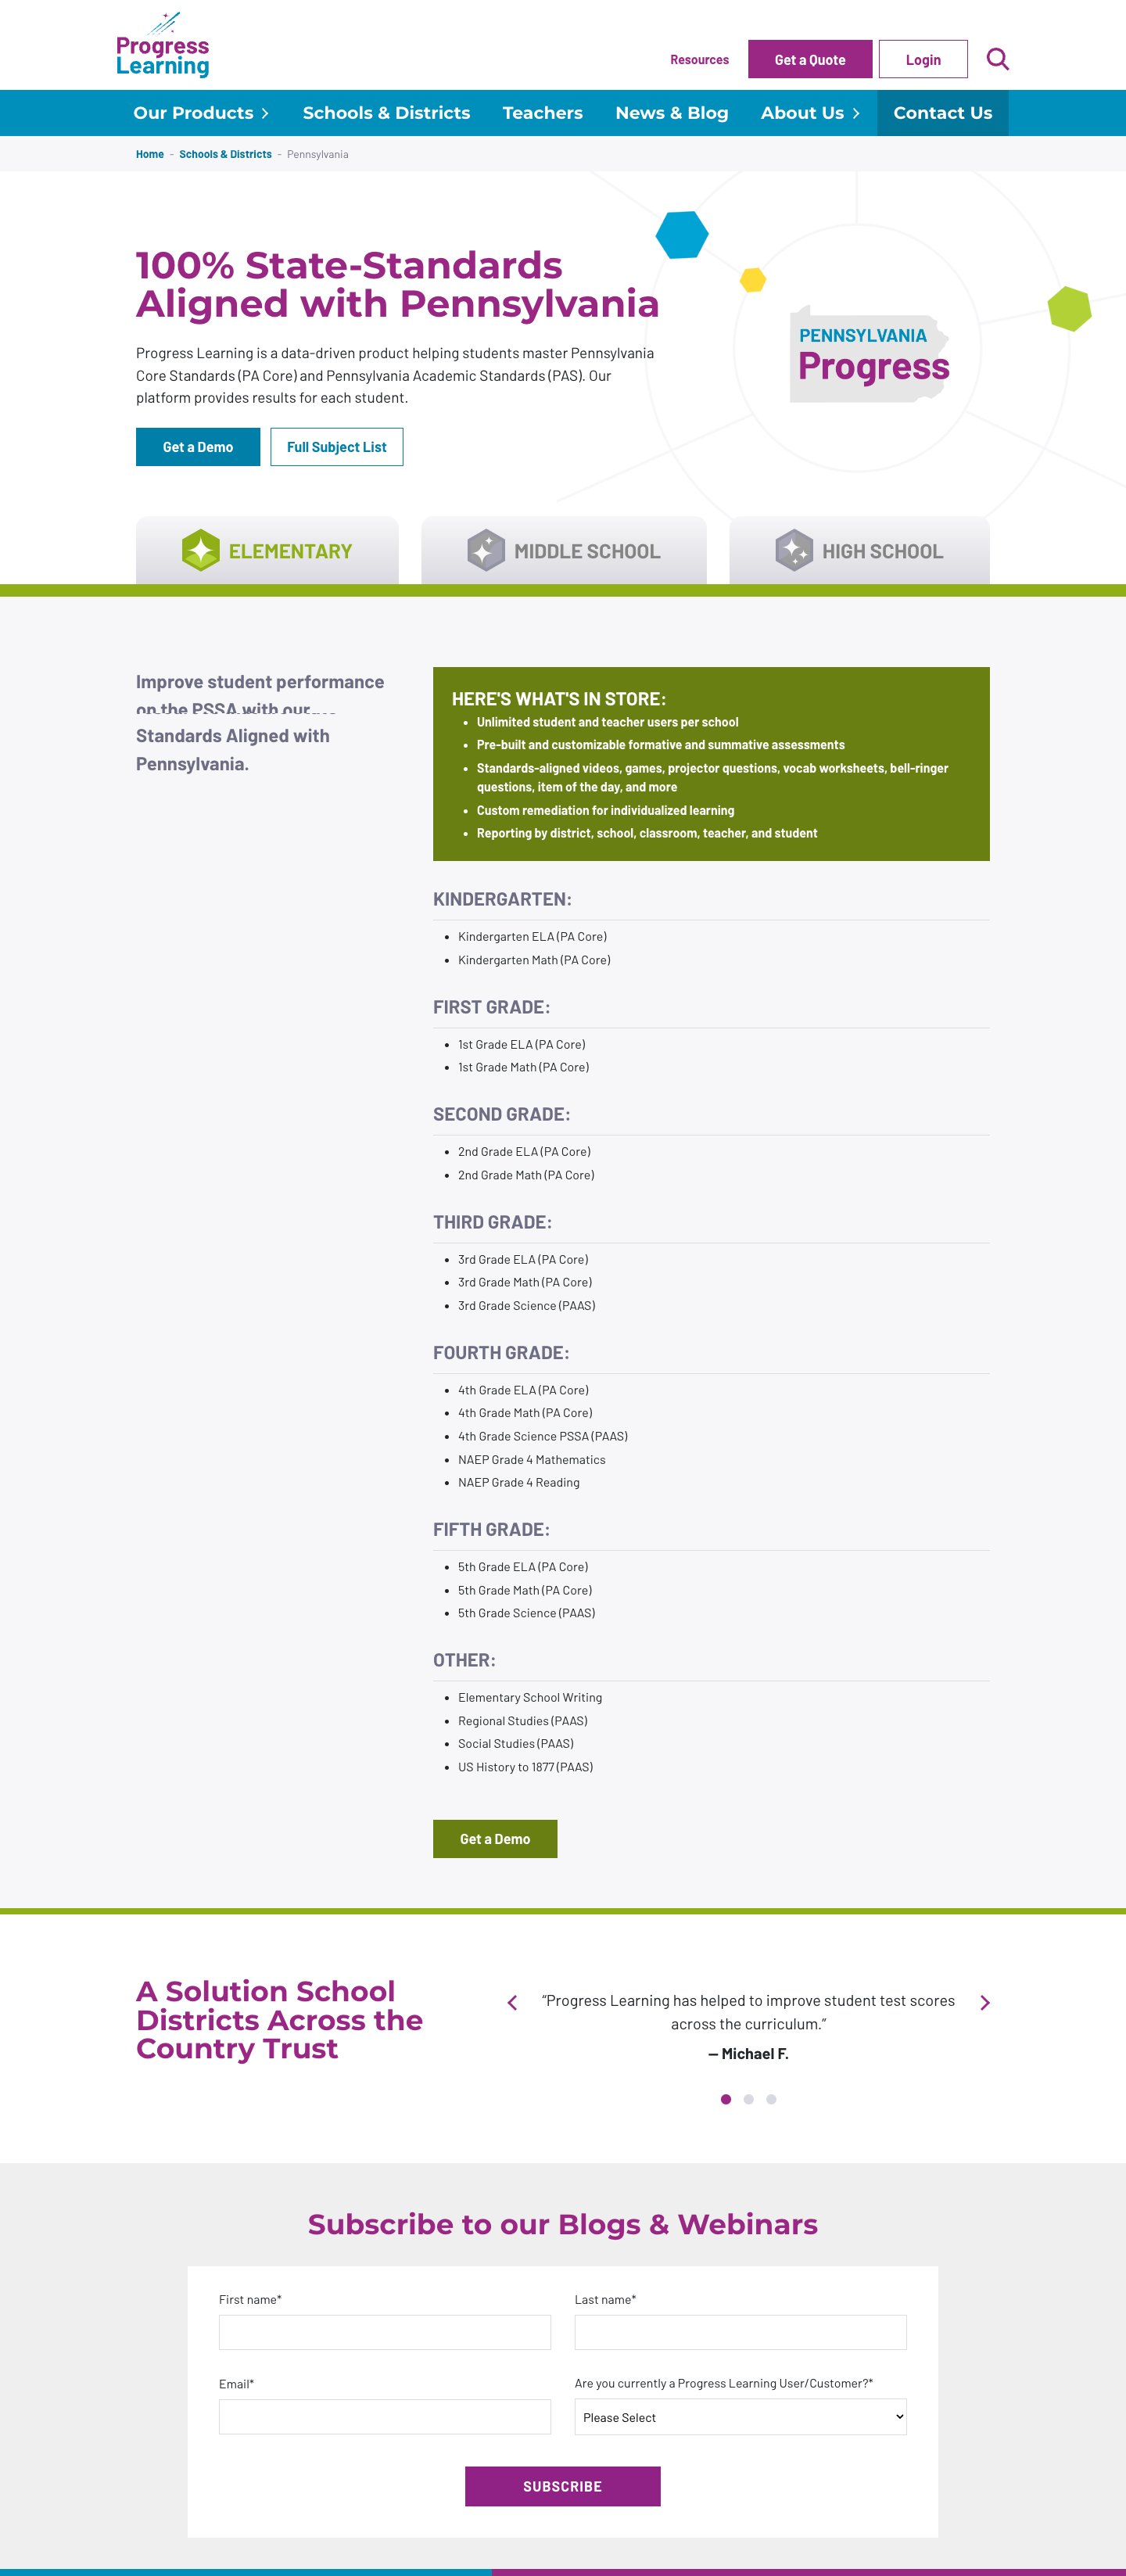 Progress
Learning
Resources
Get a Quote
Login
Our Products
Schools & Districts
Teachers
News & Blog
About Us
Contact Us
Home - Schools & Districts - Pennsylvania
100% State-Standards
Aligned with Pennsylvania
Progress Learning is a data-driven product helping students master Pennsylvania
Core Standards (PA Core) and Pennsylvania Academic Standards (PAS). Our
platform provides results for each student.
Get a Demo
Full Subject List
PENNSYLVANIA
Progress
ELEMENTARY
MIDDLE SCHOOL
HIGH SCHOOL
Improve student performance
on the PSSA with our
Standards Aligned with
Pennsylvania.
HERE'S WHAT'S IN STORE:
Unlimited student and teacher users per school
Pre-built and customizable formative and summative assessments
Standards-aligned videos, games, projector questions, vocab worksheets, bell-ringer
questions, item of the day, and more
Custom remediation for individualized learning
Reporting by district, school, classroom, teacher, and student
KINDERGARTEN:
Kindergarten ELA (PA Core)
Kindergarten Math (PA Core)
FIRST GRADE:
1st Grade ELA (PA Core)
1st Grade Math (PA Core)
SECOND GRADE:
2nd Grade ELA (PA Core)
2nd Grade Math (PA Core)
THIRD GRADE:
3rd Grade ELA (PA Core)
3rd Grade Math (PA Core)
3rd Grade Science (PAAS)
FOURTH GRADE:
4th Grade ELA (PA Core)
4th Grade Math (PA Core)
4th Grade Science PSSA (PAAS)
NAEP Grade 4 Mathematics
NAEP Grade 4 Reading
FIFTH GRADE:
5th Grade ELA (PA Core)
5th Grade Math (PA Core)
5th Grade Science (PAAS)
OTHER:
Elementary School Writing
Regional Studies (PAAS)
Social Studies (PAAS)
US History to 1877 (PAAS)
Get a Demo
A Solution School
Districts Across the
Country Trust
“Progress Learning has helped to improve student test scores
across the curriculum.”
— Michael F.
Subscribe to our Blogs & Webinars
First name*
Last name*
Email*
Are you currently a Progress Learning User/Customer?*
Please Select
SUBSCRIBE